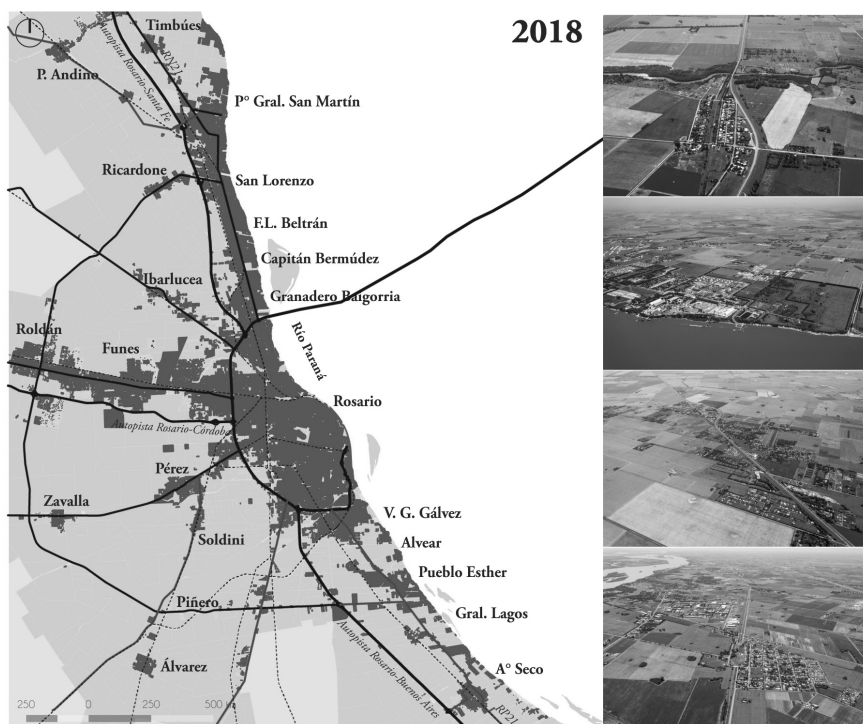 2018
Timbúes
Autopista Rosario-Santa Fe
RN21
P. Andino
P° Gral. San Martín
Ricardone
San Lorenzo
F.L. Beltrán
Capitán Bermúdez
Ibarlucea
Granadero Baigorria
Río Paraná
Roldán
Funes
Rosario
Autopista Rosario-Córdoba
Pérez
Zavalla
V. G. Gálvez
Soldini
Alvear
Pueblo Esther
Piñero
Gral. Lagos
Autopista Rosario-Buenos Aires
Álvarez
A° Seco
RP21
250 0 250 500